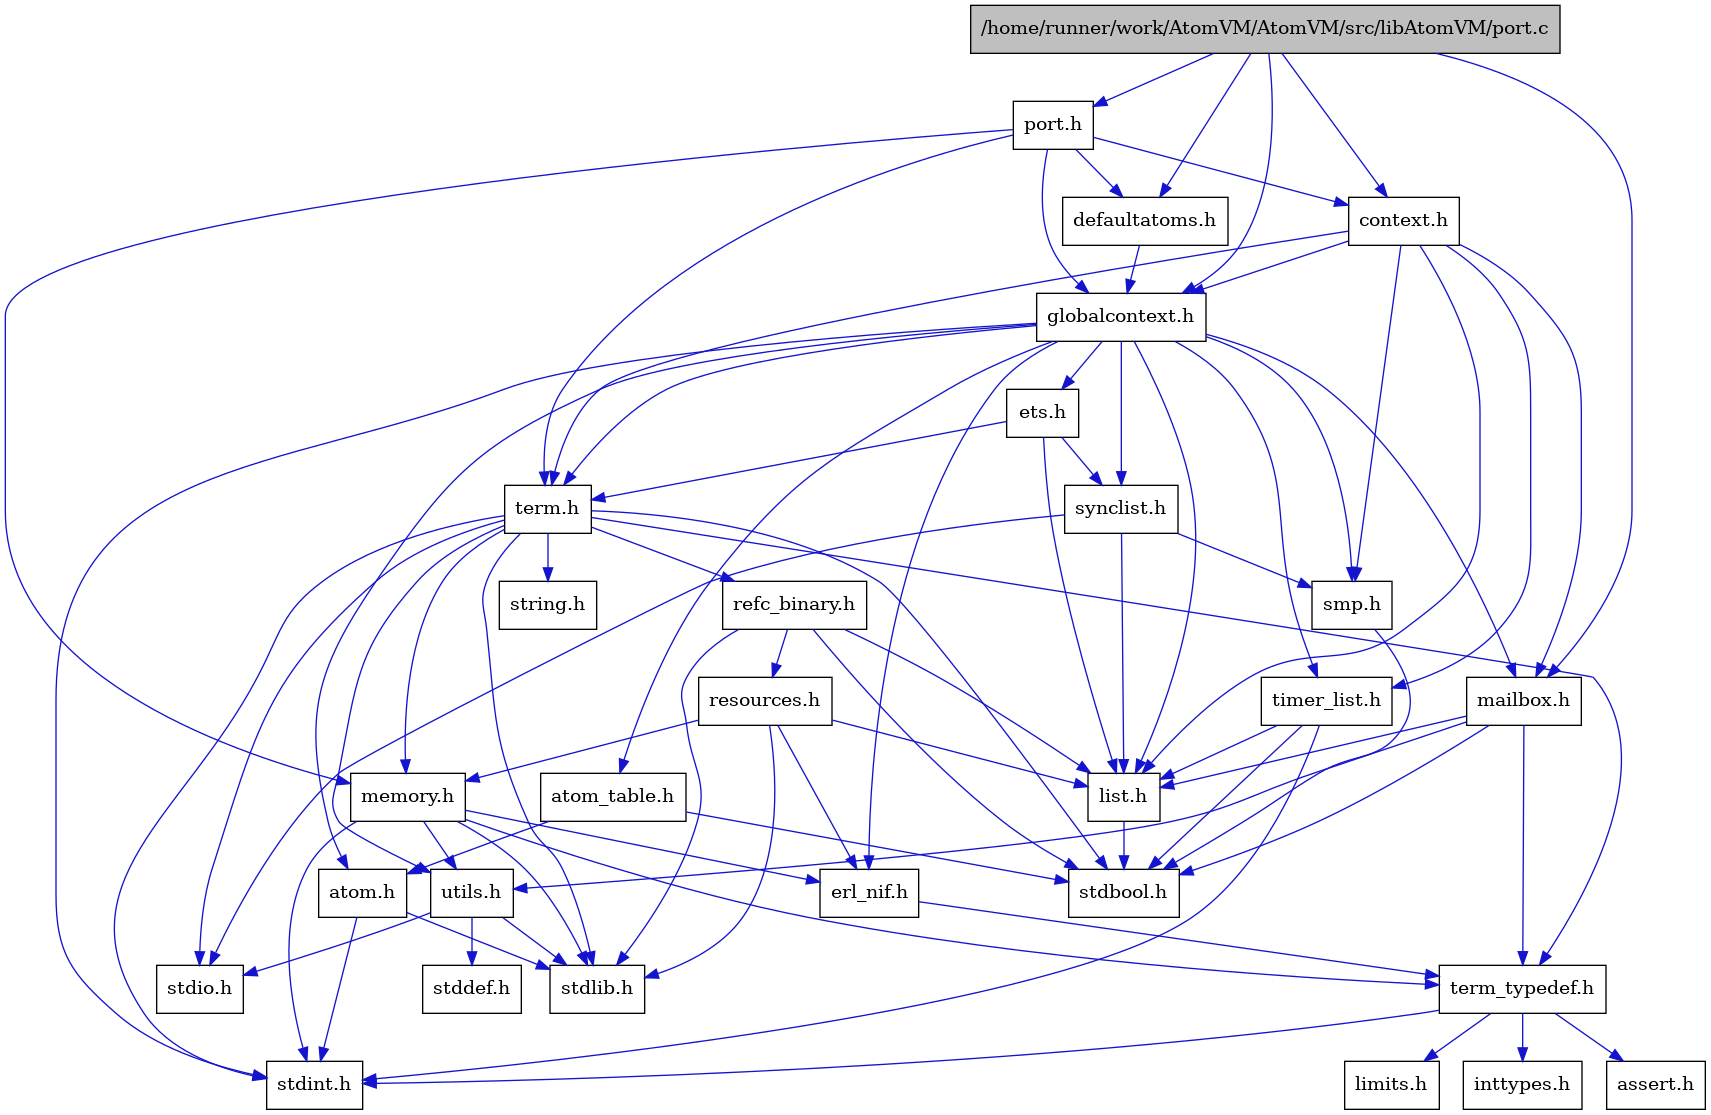 /home/runner/work/AtomVM/AtomVM/src/libAtomVM/port.c
port.h
defaultatoms.h
context.h
globalcontext.h
ets.h
term.h
synclist.h
string.h
refc_binary.h
smp.h
resources.h
timer_list.h
mailbox.h
memory.h
atom_table.h
list.h
atom.h
utils.h
erl_nif.h
stdbool.h
stdio.h
stddef.h
stdlib.h
term_typedef.h
stdint.h
limits.h
inttypes.h
assert.h